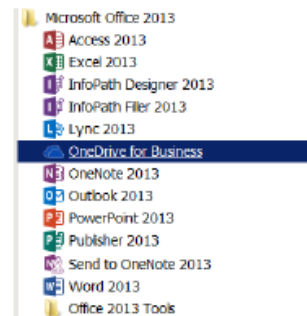 Microsoft Office 2013
Access 2013
Excel 2013
InfoPath Designer 2013
InfoPath Filler 2013
Lync 2013
OneDrive for Business
OneNote 2013
Outlook 2013
PowerPoint 2013
Publisher 2013
Send to OneNote 2013
Word 2013
Office 2013 Tools